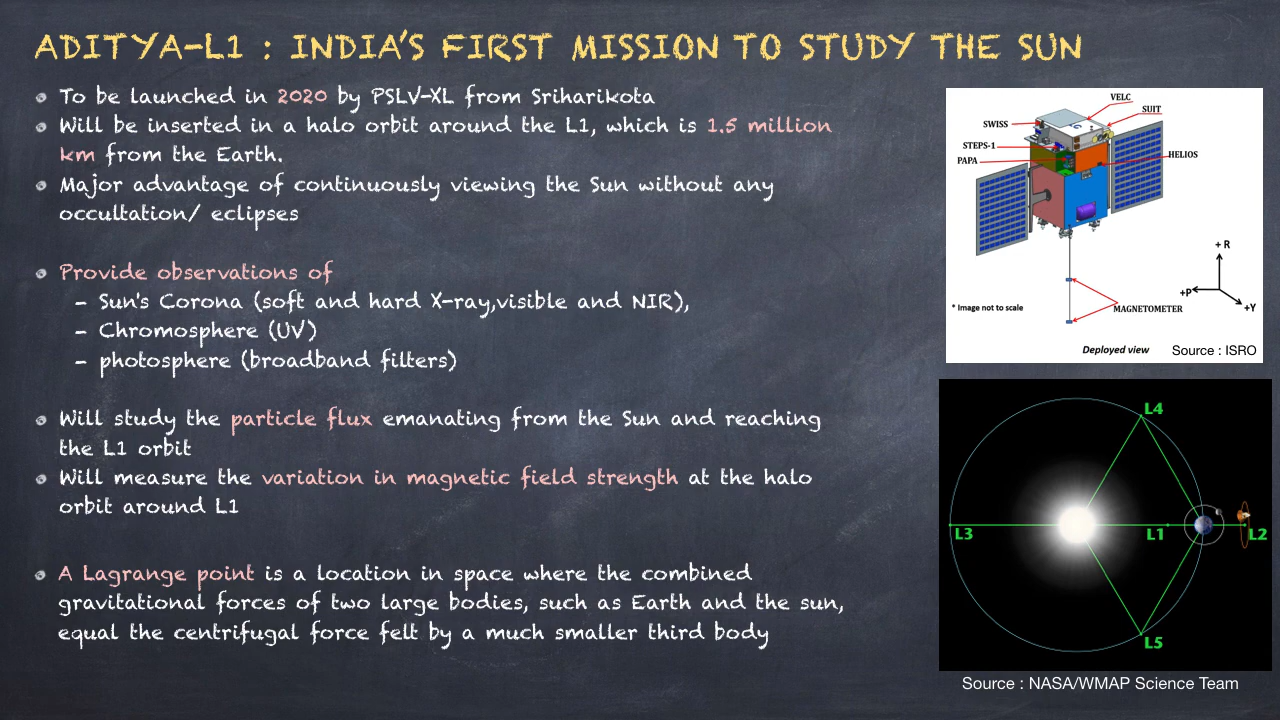 ADITYA-L1 : INDIA'S FIRST MISSION TO STUDY THE SUN
To be launched in 2020 by PSLV-XL from Sriharikota
Will be inserted in a halo orbit around the L1, which is 1.5 million
km from the Earth.
Major advantage of continuously viewing the Sun without any
occultation/ eclipses
Provide observations of
– Sun's Corona (soft and hard X-ray,visible and NIR),
– Chromosphere (UV)
– photosphere (broadband filters)
Will study the particle flux emanating from the Sun and reaching
the L1 orbit
Will measure the variation in magnetic field strength at the halo
orbit around L1
A Lagrange point is a location in space where the combined
gravitational forces of two large bodies, such as Earth and the sun,
equal the centrifugal force felt by a much smaller third body
VELC
SUIT
SWISS
STEPS-1
PAPA
HELIOS
+ R
+P
+Y
* Image not to scale
MAGNETOMETER
Deployed view
Source : ISRO
L4
L3
L1
L2
L5
Source : NASA/WMAP Science Team